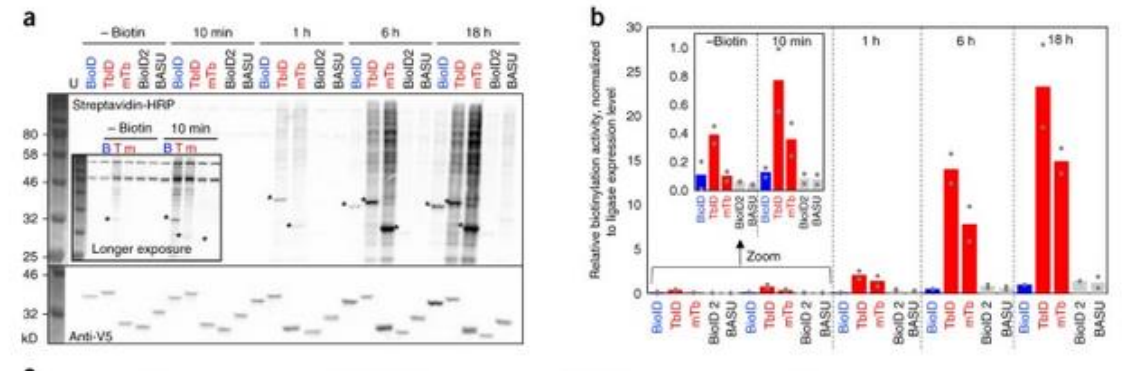 a
– Biotin 10 min 1 h 6 h 18 h
U BioID TbID mTb BioID2 BASU BioID TbID mTb BioID2 BASU BioID TbID mTb BioID2 BASU BioID TbID mTb BioID2 BASU BioID TbID mTb BioID2 BASU
Streptavidin-HRP
80
58
46
32
25
– Biotin 10 min
B T m B T m
Longer exposure
46
32
kD
Anti-V5
b
Relative biotinylation activity, normalized
to ligase expression level
30
25
20
15
10
5
0
–Biotin 10 min 1 h 6 h 18 h
1.0
0.8
0.6
0.4
0.2
0.0
BioID TbID mTb BioID2 BASU BioID TbID mTb BioID2 BASU
Zoom
BioID TbID mTb BioID 2 BASU BioID TbID mTb BioID 2 BASU BioID TbID mTb BioID 2 BASU BioID TbID mTb BioID 2 BASU BioID TbID mTb BioID 2 BASU